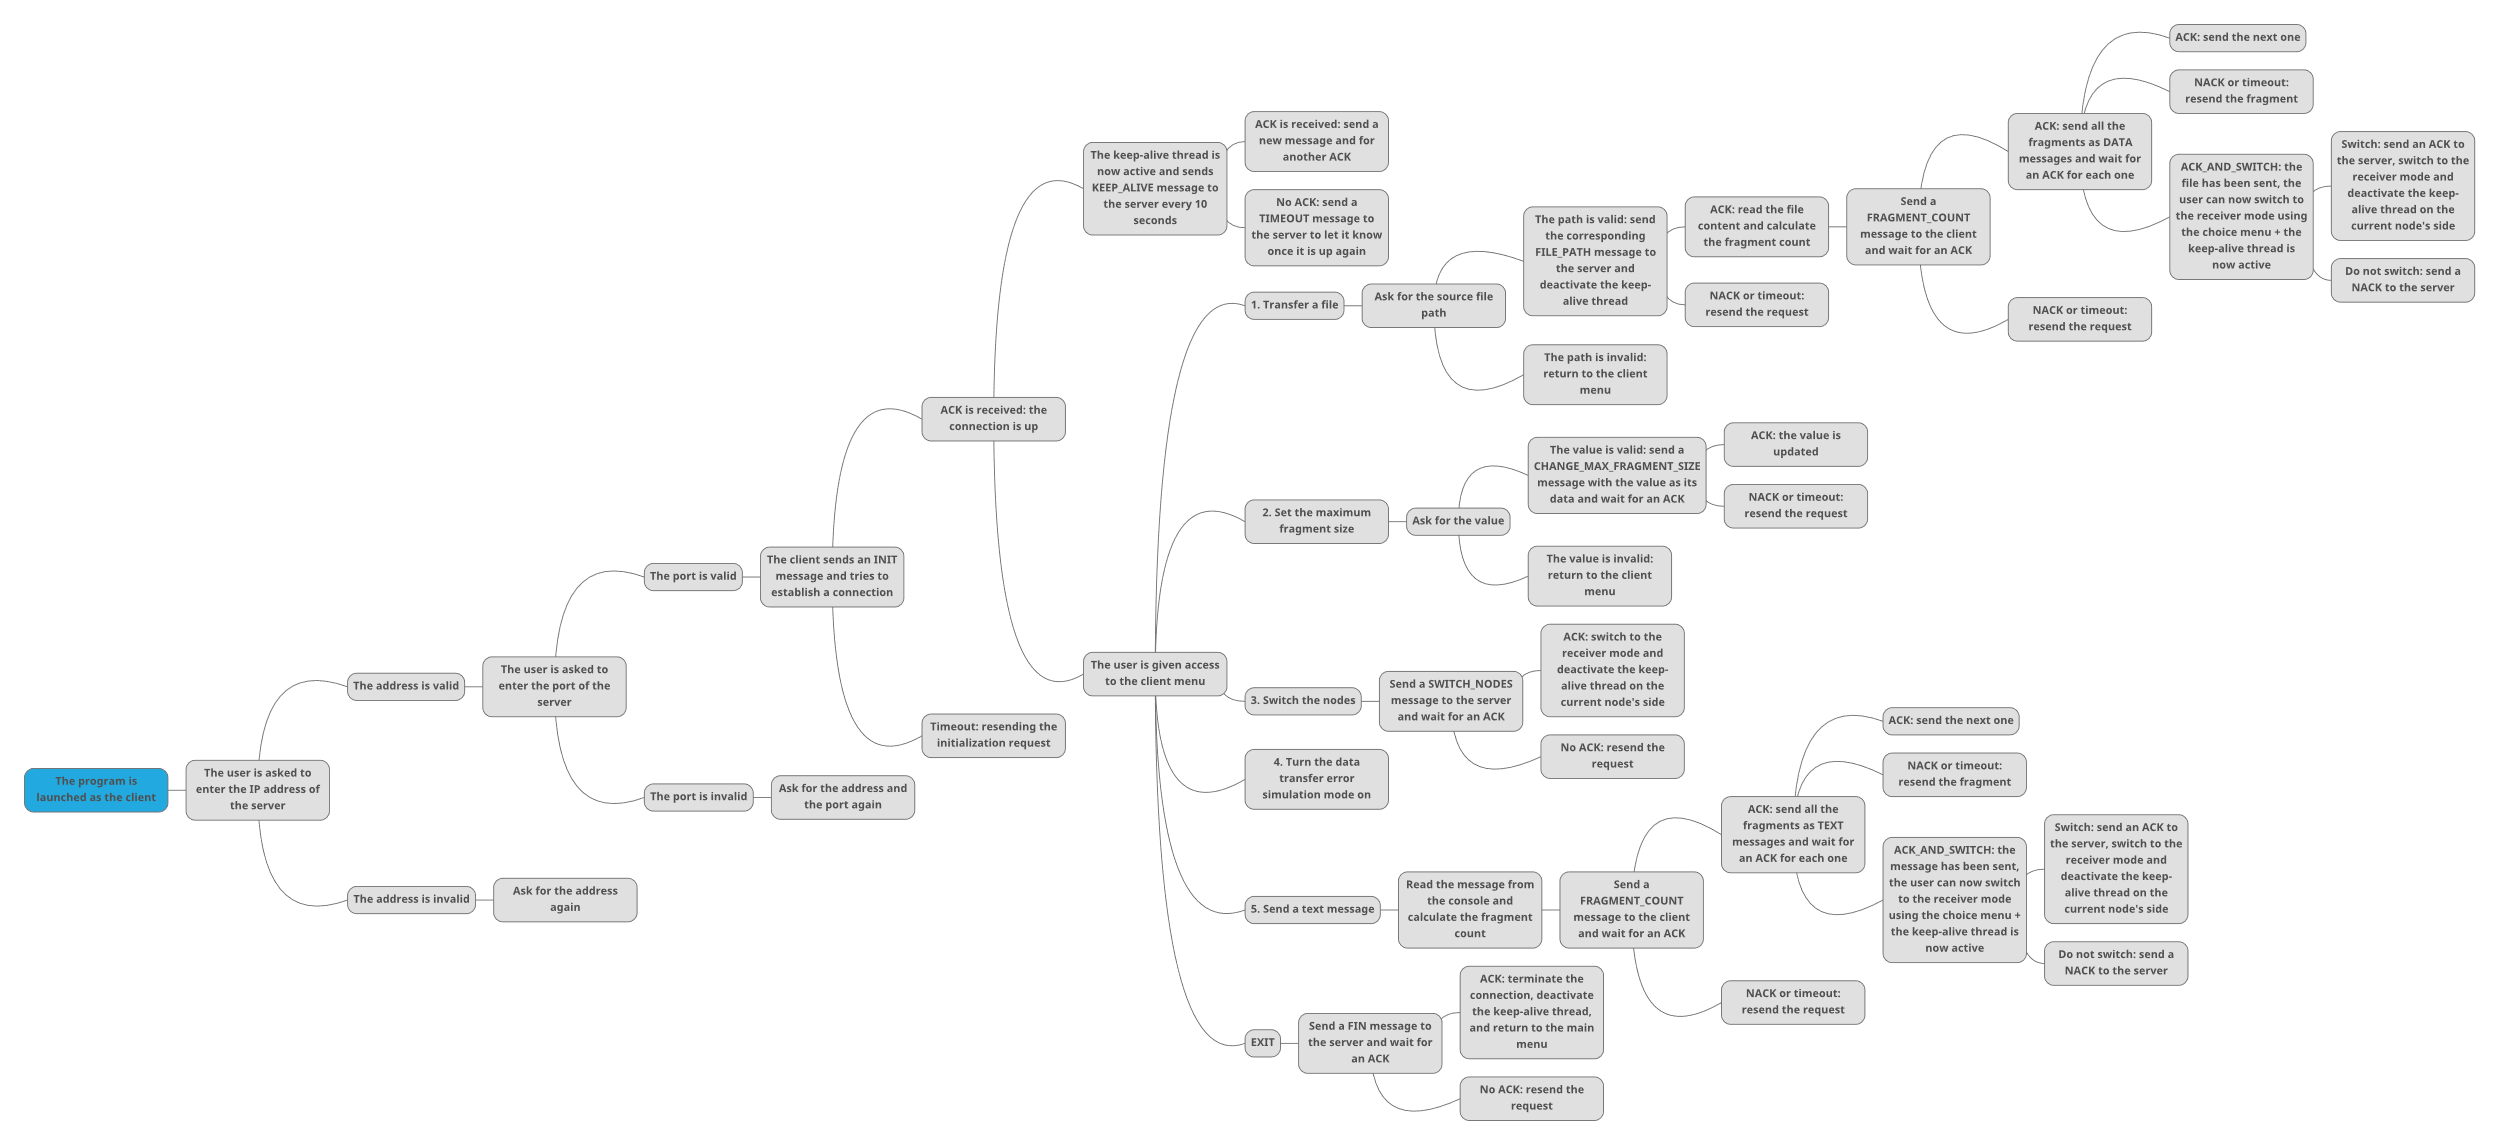 The program is
launched as the client
The user is asked to
enter the IP address of
the server
The address is valid
The user is asked to
enter the port of the
server
The port is valid
The client sends an INIT
message and tries to
establish a connection
ACK is received: the
connection is up
The keep-alive thread is
now active and sends
KEEP_ALIVE message to
the server every 10
seconds
ACK is received: send a
new message and for
another ACK
No ACK: send a
TIMEOUT message to
the server to let it know
once it is up again
The user is given access
to the client menu
1. Transfer a file
Ask for the source file
path
The path is valid: send
the corresponding
FILE_PATH message to
the server and
deactivate the keep-
alive thread
ACK: read the file
content and calculate
the fragment count
Send a
FRAGMENT_COUNT
message to the client
and wait for an ACK
ACK: send all the
fragments as DATA
messages and wait for
an ACK for each one
ACK: send the next one
NACK or timeout:
resend the fragment
ACK_AND_SWITCH: the
file has been sent, the
user can now switch to
the receiver mode using
the choice menu + the
keep-alive thread is
now active
Switch: send an ACK to
the server, switch to the
receiver mode and
deactivate the keep-
alive thread on the
current node's side
Do not switch: send a
NACK to the server
NACK or timeout:
resend the request
NACK or timeout:
resend the request
The path is invalid:
return to the client
menu
2. Set the maximum
fragment size
Ask for the value
The value is valid: send a
CHANGE_MAX_FRAGMENT_SIZE
message with the value as its
data and wait for an ACK
ACK: the value is
updated
NACK or timeout:
resend the request
The value is invalid:
return to the client
menu
3. Switch the nodes
Send a SWITCH_NODES
message to the server
and wait for an ACK
ACK: switch to the
receiver mode and
deactivate the keep-
alive thread on the
current node's side
No ACK: resend the
request
4. Turn the data
transfer error
simulation mode on
5. Send a text message
Read the message from
the console and
calculate the fragment
count
Send a
FRAGMENT_COUNT
message to the client
and wait for an ACK
ACK: send all the
fragments as TEXT
messages and wait for
an ACK for each one
ACK: send the next one
NACK or timeout:
resend the fragment
ACK_AND_SWITCH: the
message has been sent,
the user can now switch
to the receiver mode
using the choice menu +
the keep-alive thread is
now active
Switch: send an ACK to
the server, switch to the
receiver mode and
deactivate the keep-
alive thread on the
current node's side
Do not switch: send a
NACK to the server
NACK or timeout:
resend the request
EXIT
Send a FIN message to
the server and wait for
an ACK
ACK: terminate the
connection, deactivate
the keep-alive thread,
and return to the main
menu
No ACK: resend the
request
Timeout: resending the
initialization request
The port is invalid
Ask for the address and
the port again
The address is invalid
Ask for the address
again